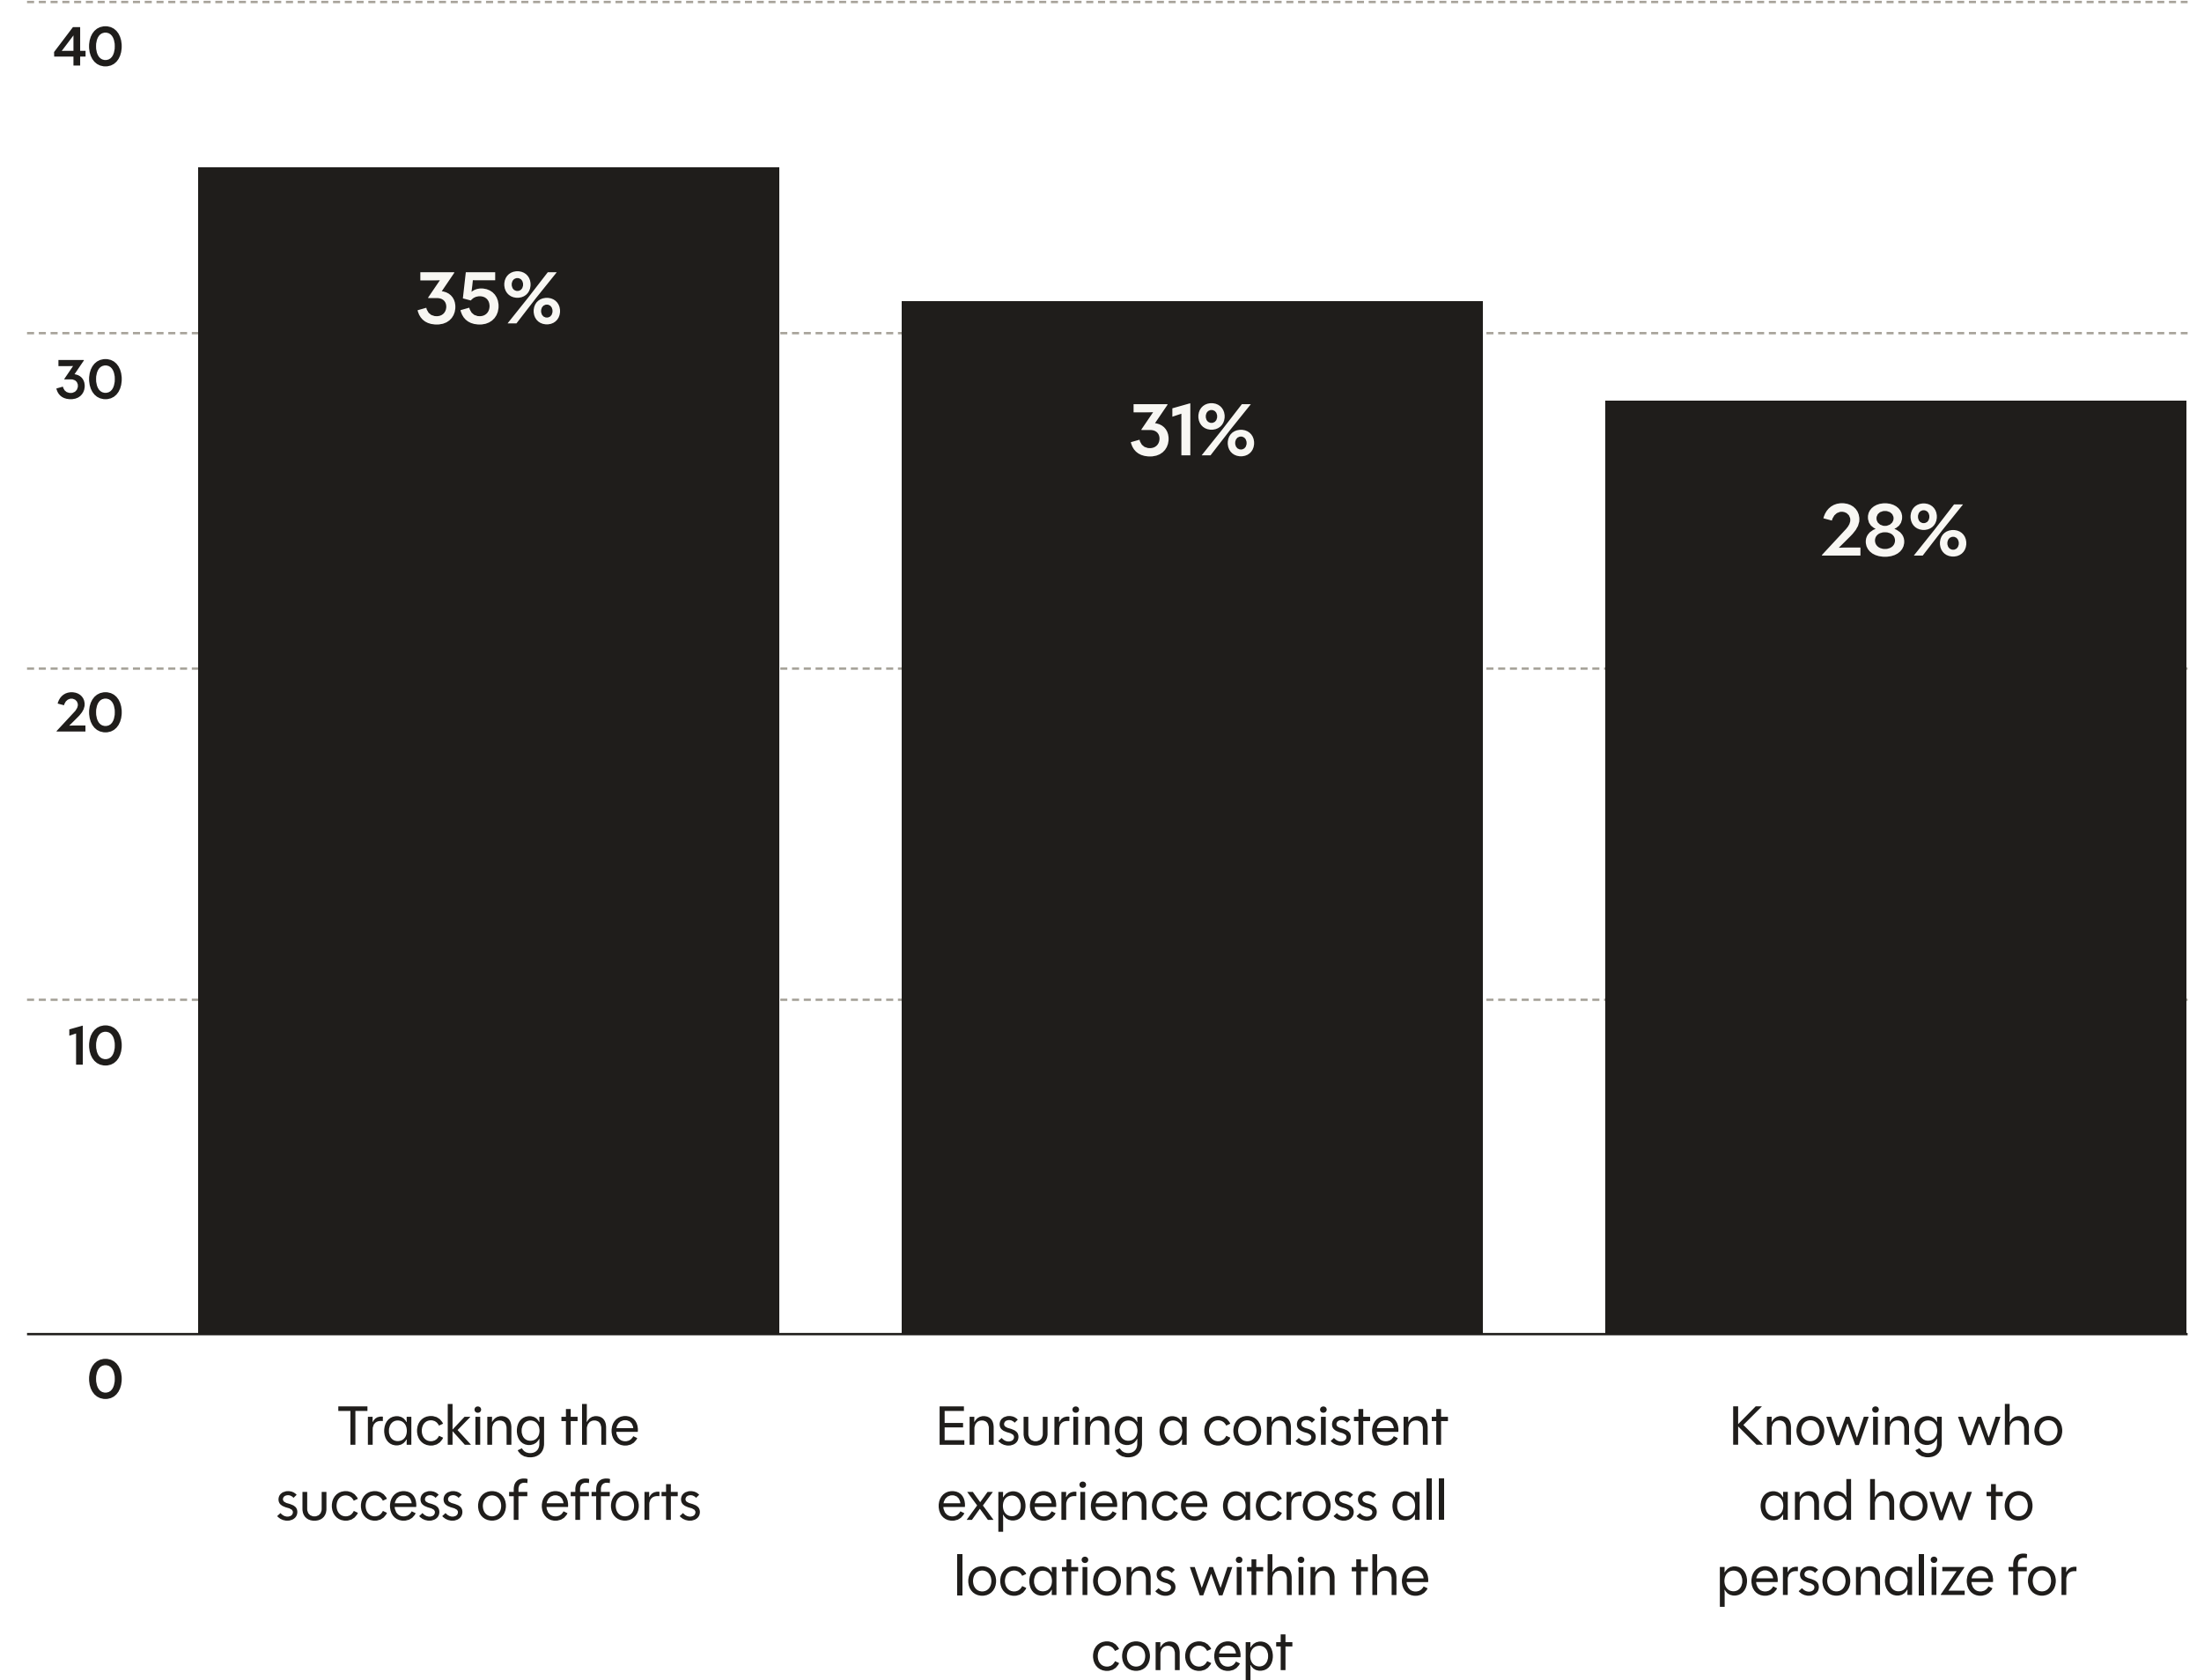 40
35%
30
31%
28%
20
10
0
Tracking the
success of efforts
Ensuring a consistent
experience across all
locations within the
concept
Knowing who
and how to
personalize for